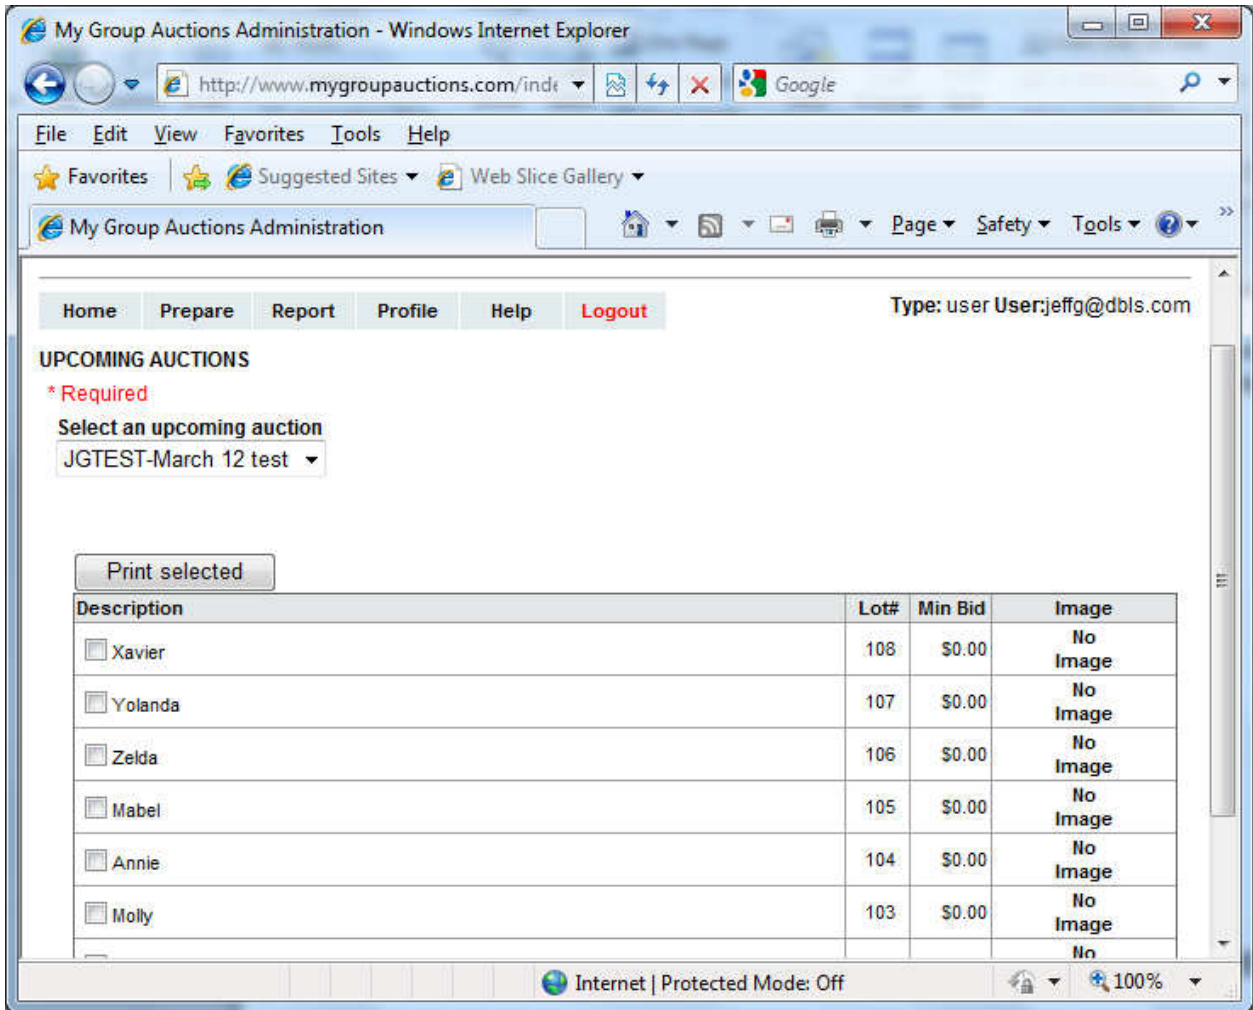 My Group Auctions Administration - Windows Internet Explorer
http://www.mygroupauctions.com/inde
Google
File Edit View Favorites Tools Help
Favorites Suggested Sites Web Slice Gallery
My Group Auctions Administration Page Safety Tools »
Home Prepare Report Profile Help Logout Type: user User:jeffg@dbls.com
UPCOMING AUCTIONS
* Required
Select an upcoming auction
JGTEST-March 12 test
Print selected
Description Lot# Min Bid Image
Xavier 108 $0.00 No Image
Yolanda 107 $0.00 No Image
Zelda 106 $0.00 No Image
Mabel 105 $0.00 No Image
Annie 104 $0.00 No Image
Molly 103 $0.00 No Image
No
Internet | Protected Mode: Off 100%